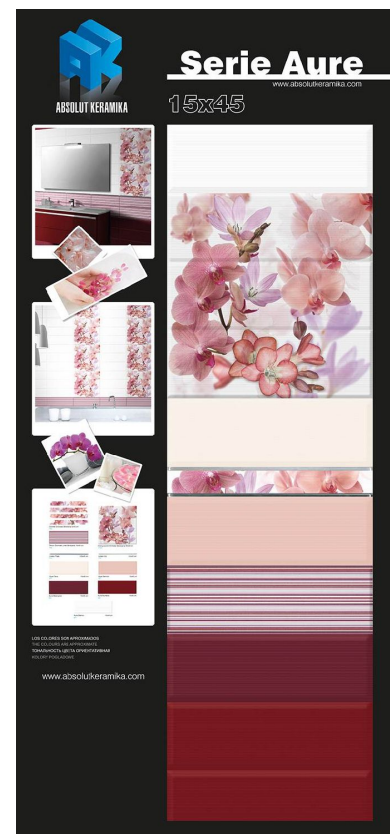 ABSOLUT KERAMIKA
Serie Aure
www.absolutkeramika.com
15x45
LOS COLORES SON APROXIMADOS
THE COLOURS ARE APPROXIMATE
ТОНАЛЬНОСТЬ ЦВЕТА ОРИЕНТАТИВНАЯ
KOLORY POGLĄDOWE
www.absolutkeramika.com